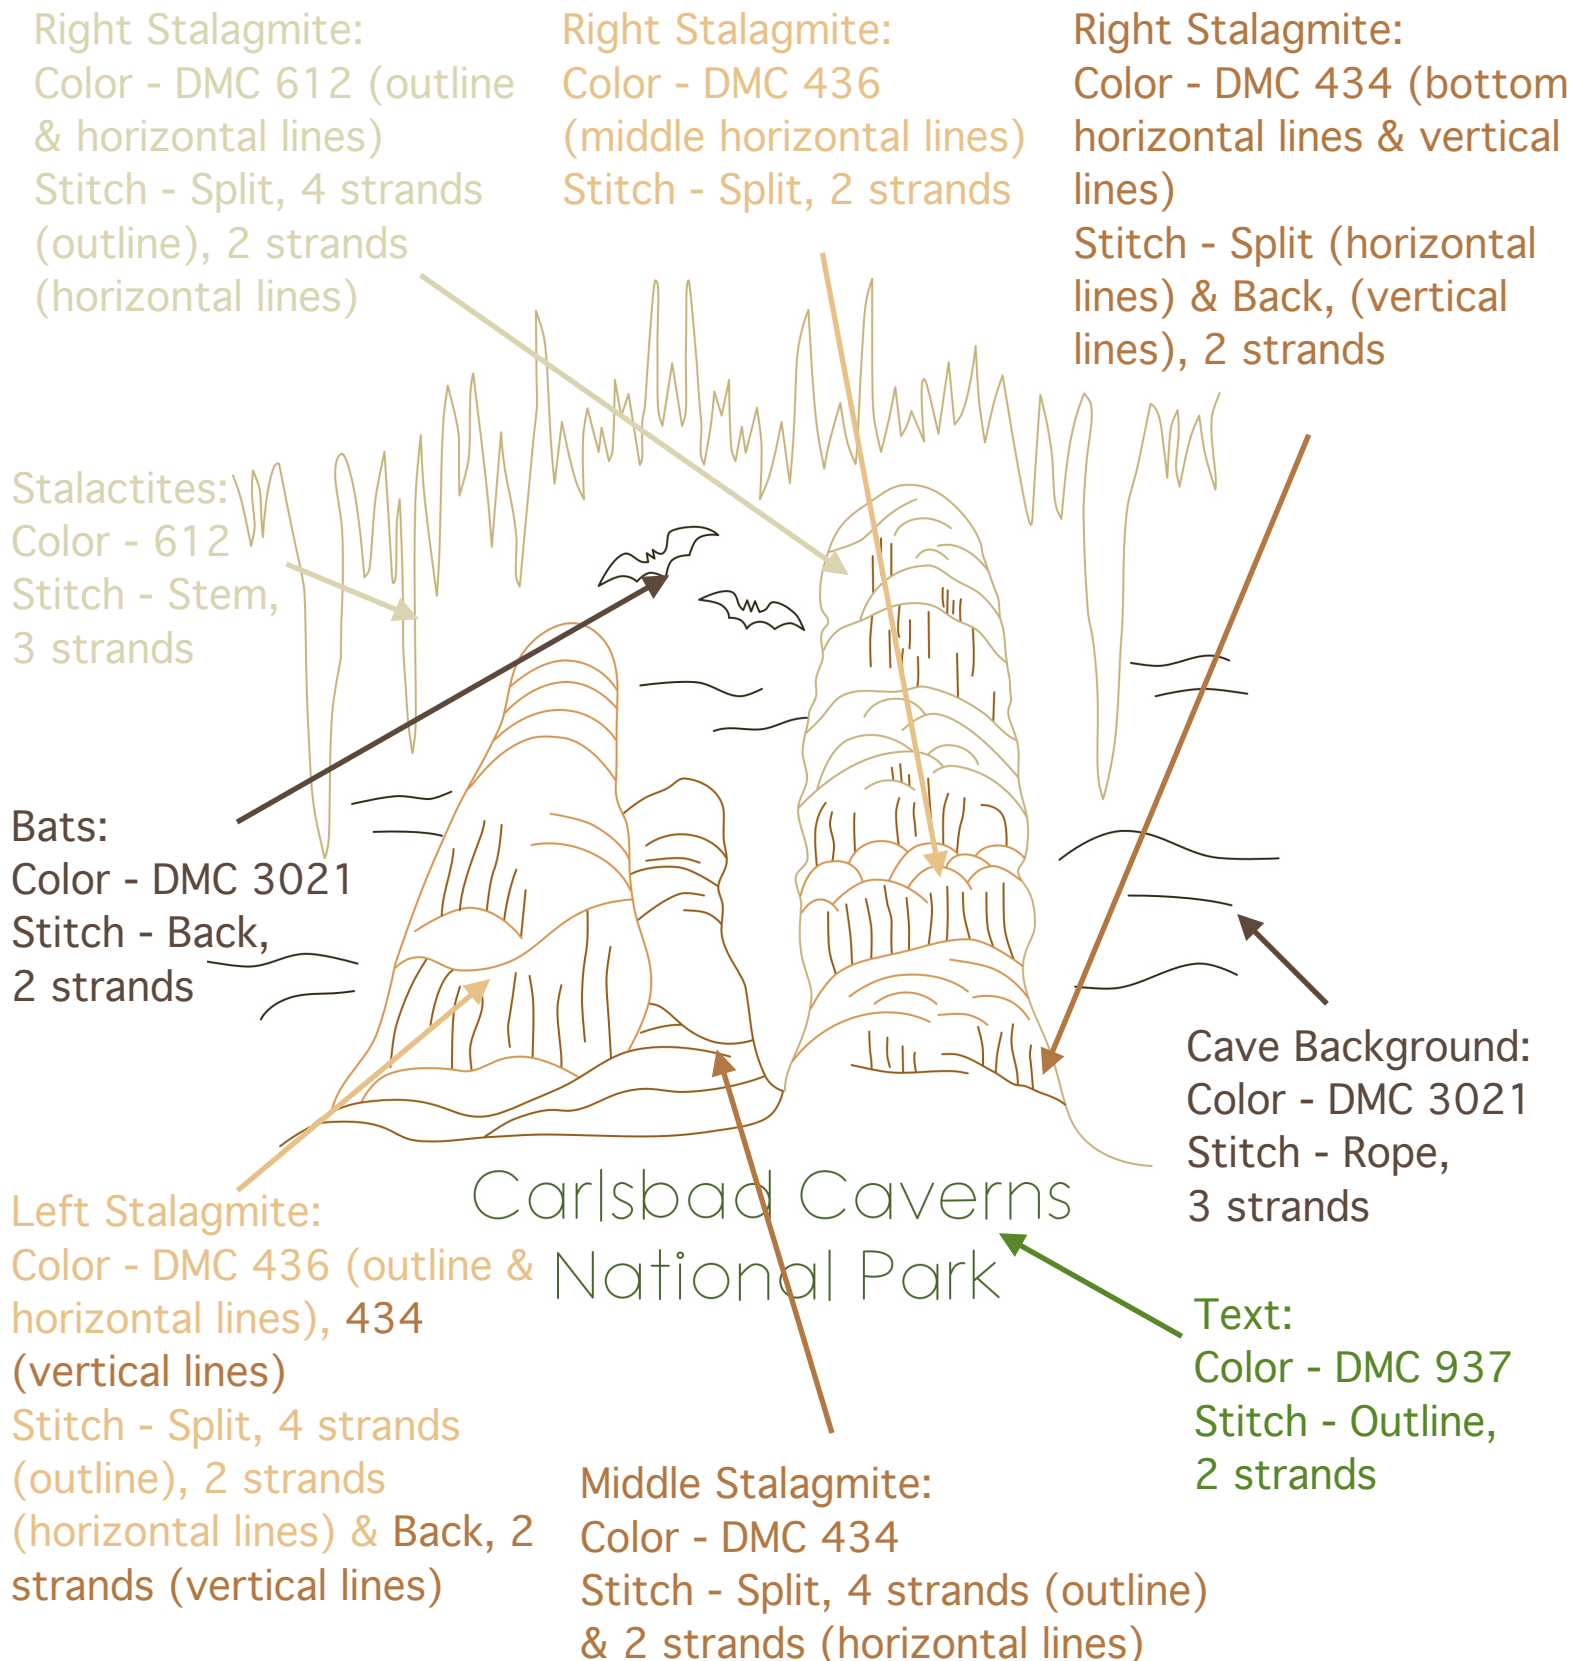 Right Stalagmite:
Color - DMC 612 (outline
& horizontal lines)
Stitch - Split, 4 strands
(outline), 2 strands
(horizontal lines)
Right Stalagmite:
Color - DMC 436
(middle horizontal lines)
Stitch - Split, 2 strands
Right Stalagmite:
Color - DMC 434 (bottom
horizontal lines & vertical
lines)
Stitch - Split (horizontal
lines) & Back, (vertical
lines), 2 strands
Stalactites:
Color - 612
Stitch - Stem,
3 strands
Bats:
Color - DMC 3021
Stitch - Back,
2 strands
Cave Background:
Color - DMC 3021
Stitch - Rope,
3 strands
Carlsbad Caverns
National Park
Left Stalagmite:
Color - DMC 436 (outline &
horizontal lines), 434
(vertical lines)
Stitch - Split, 4 strands
(outline), 2 strands
(horizontal lines) & Back, 2
strands (vertical lines)
Text:
Color - DMC 937
Stitch - Outline,
2 strands
Middle Stalagmite:
Color - DMC 434
Stitch - Split, 4 strands (outline)
& 2 strands (horizontal lines)